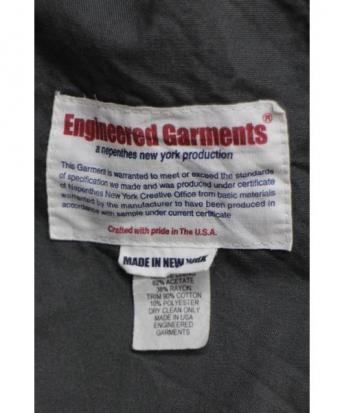 Engineered Garments®
a nepenthes new york production
This Garment is warranted to meet or exceed the standards
of specification we made and was produced under certificate
of Nepenthes New York Creative Office from basic materials
warranted by the manufacturer to have been produced in
accordance with sample under current certificate
Crafted with pride in The U.S.A.
MADE IN NEW YORK
62% ACETATE
38% RAYON
TRIM 90% COTTON
10% POLYESTER
DRY CLEAN ONLY
MADE IN USA
ENGINEERED
GARMENTS